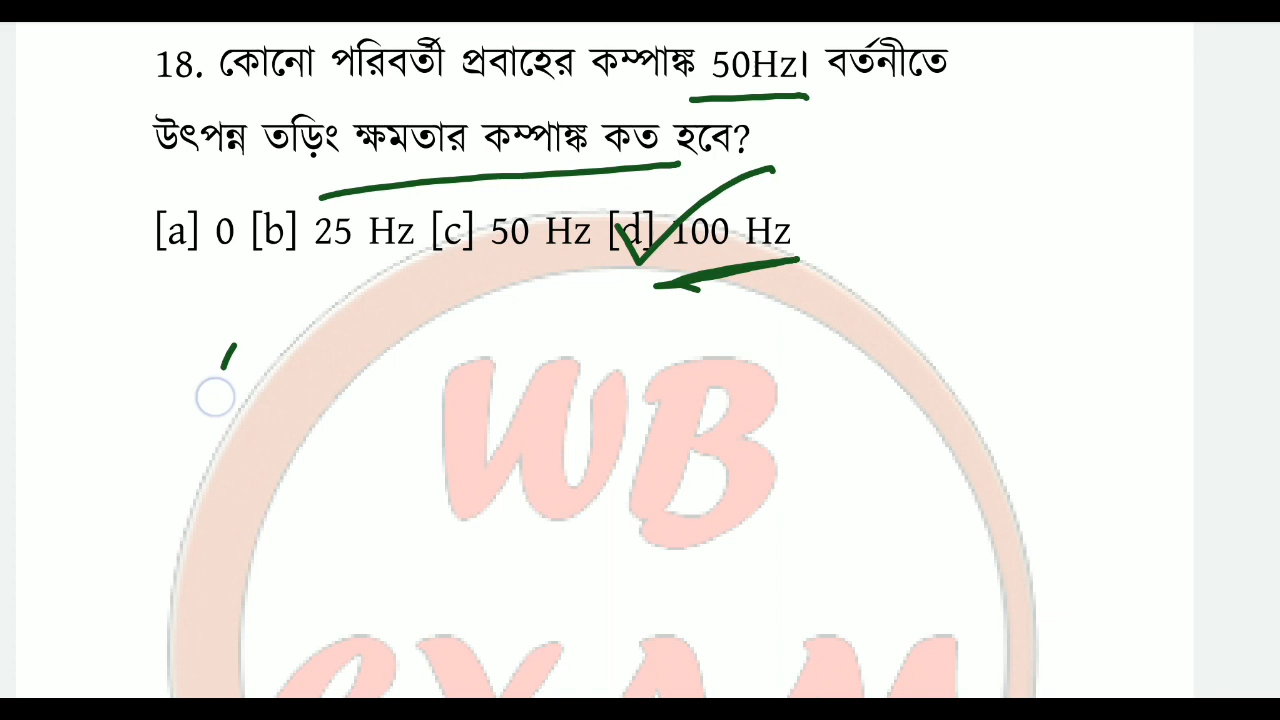 18. কোনো পরিবর্তী প্রবাহের কম্পাঙ্ক 50Hz। বর্তনীতে
উৎপন্ন তড়িৎ ক্ষমতার কম্পাঙ্ক কত হবে?
[a] 0 [b] 25 Hz [c] 50 Hz [d] 100 Hz
WB
EXAM